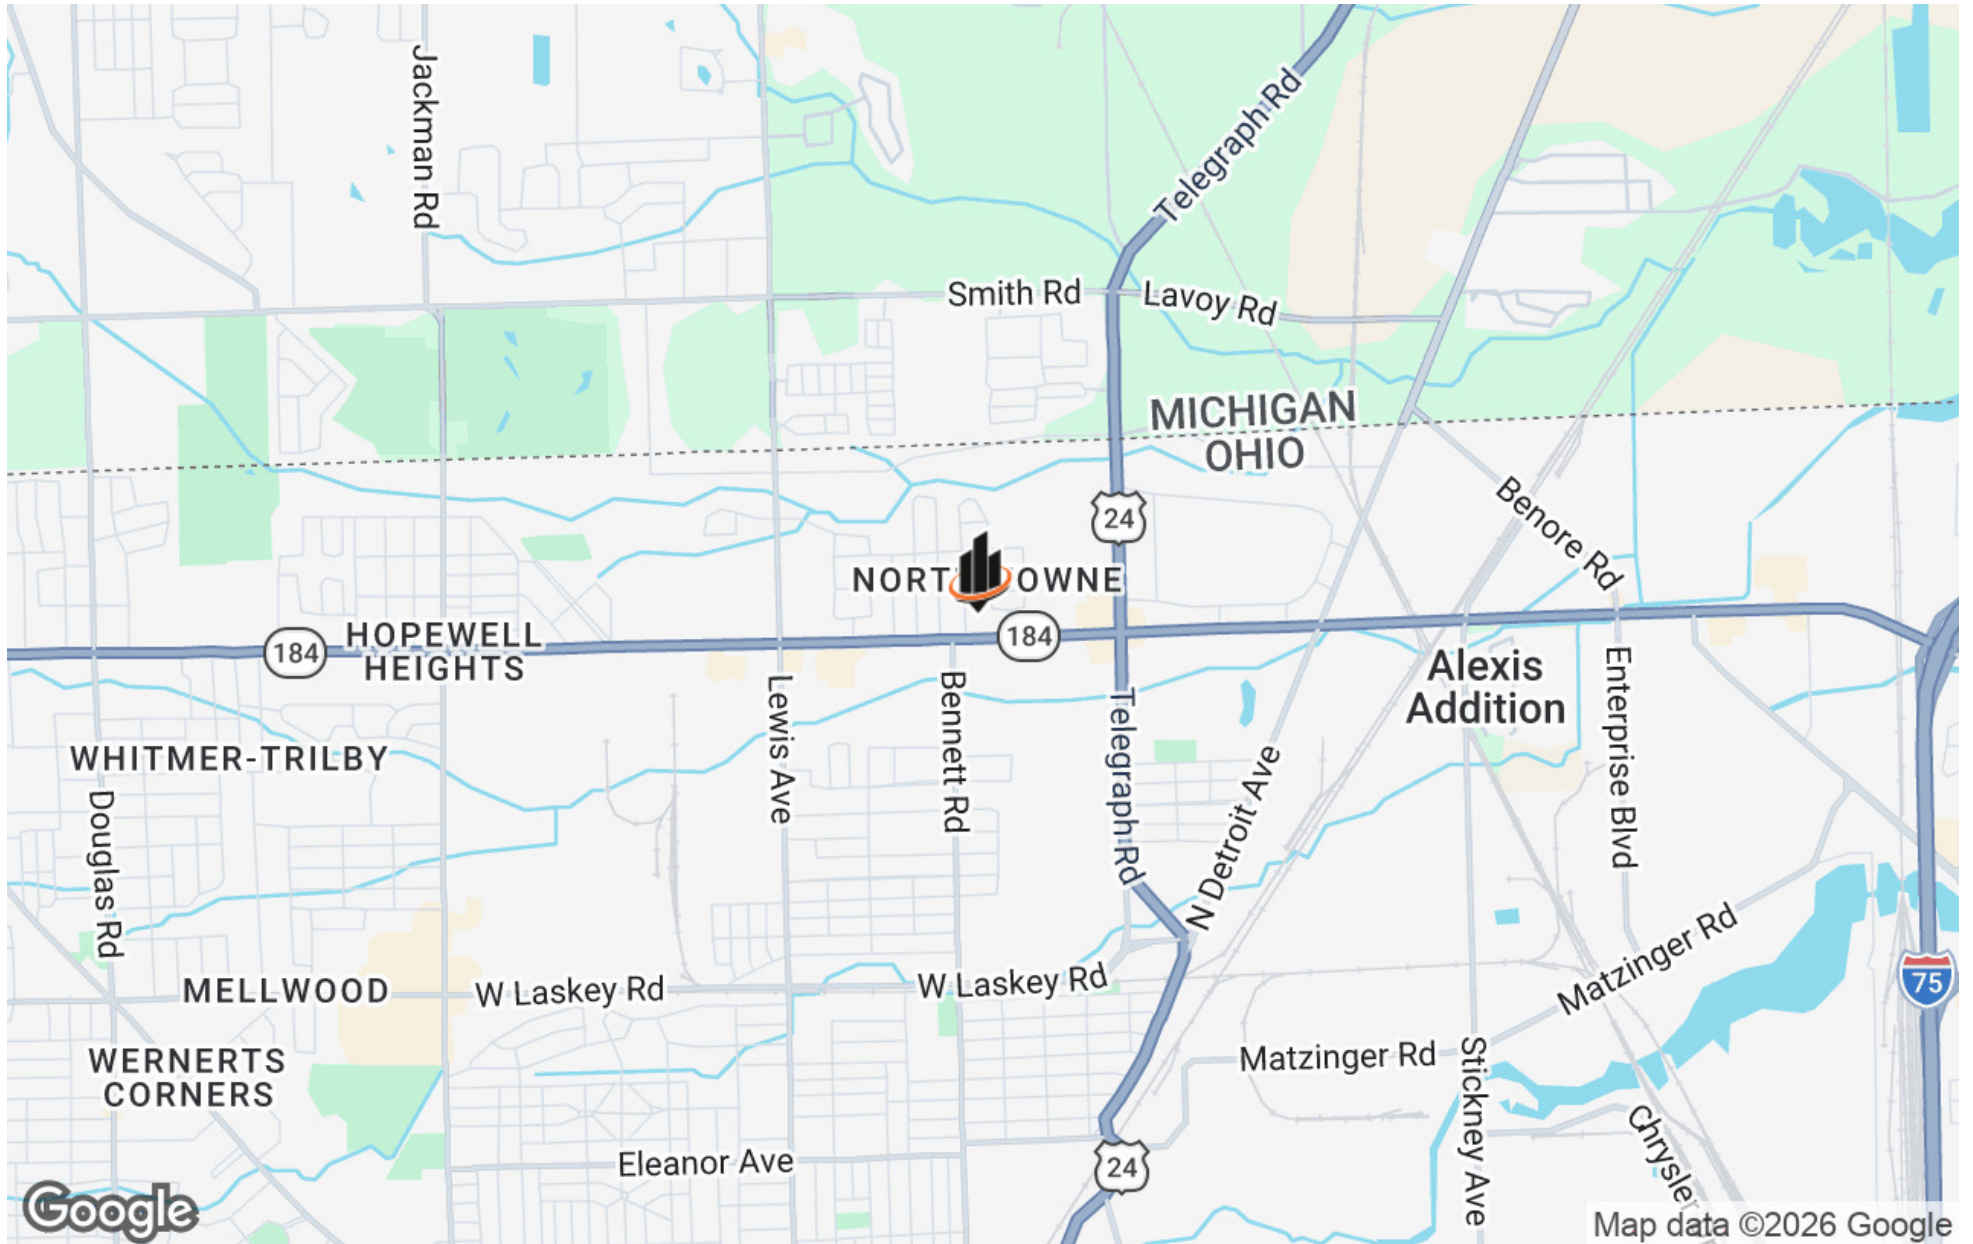 Jackman Rd
Telegraph Rd
Smith Rd
Lavoy Rd
MICHIGAN
OHIO
24
Benore Rd
NORT OWNE
184
184
HOPEWELL
HEIGHTS
Alexis
Addition
Enterprise Blvd
Lewis Ave
Bennett Rd
Telegraph Rd
N Detroit Ave
WHITMER-TRILBY
Douglas Rd
Matzinger Rd
75
MELLWOOD
W Laskey Rd
W Laskey Rd
WERNERTS
CORNERS
Matzinger Rd
Stickney Ave
Chrysler
Eleanor Ave
24
Google
Map data ©2026 Google